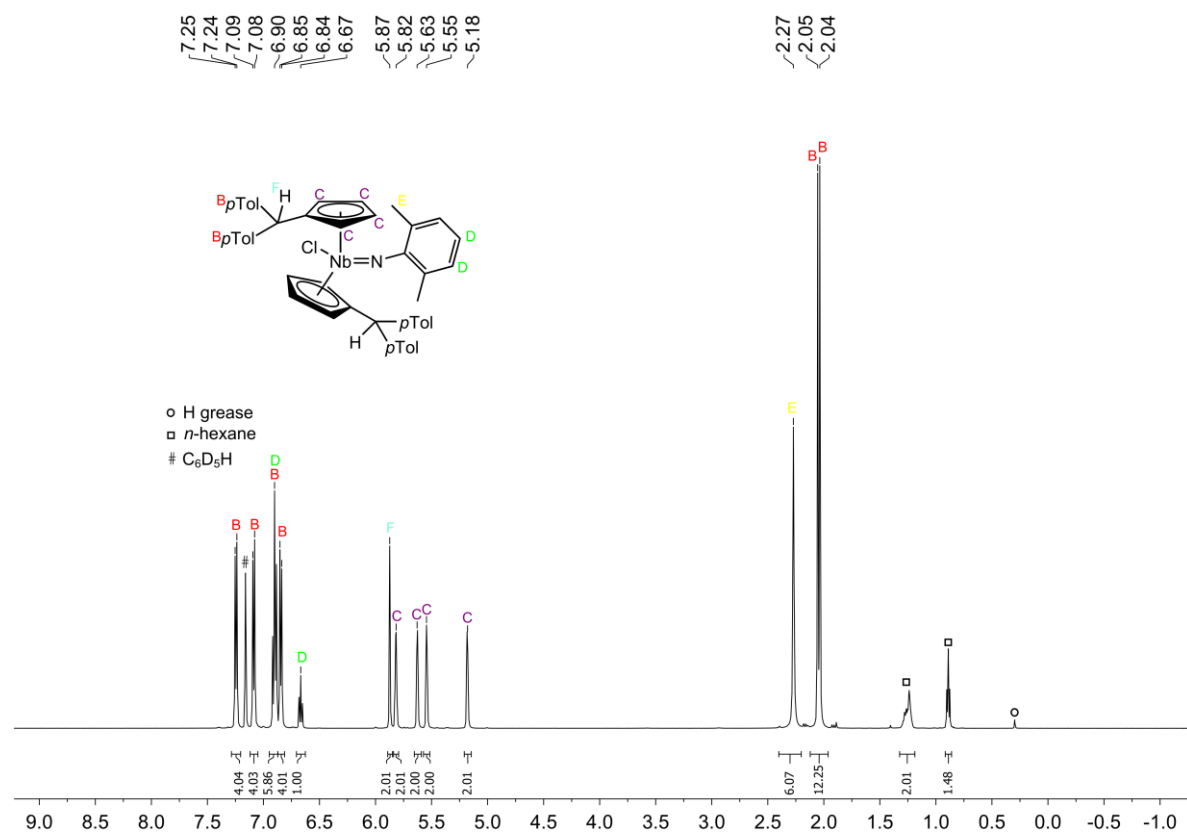 7.25
7.24
7.09
7.08
6.90
6.85
6.84
6.67
5.87
5.82
5.63
5.55
5.18
2.27
2.05
2.04
B B
F
H
C C
E
BpTol
C
BpTol
C
D
Cl
Nb N
D
pTol
H
pTol
H grease
n-hexane
# C6D5H
E
D
B
B # B B
F
C C C C
D
4.04
4.03
5.86
4.01
1.00
2.01
2.01
2.00
2.00
2.01
6.07
12.25
2.01
1.48
9.0 8.5 8.0 7.5 7.0 6.5 6.0 5.5 5.0 4.5 4.0 3.5 3.0 2.5 2.0 1.5 1.0 0.5 0.0 -0.5 -1.0